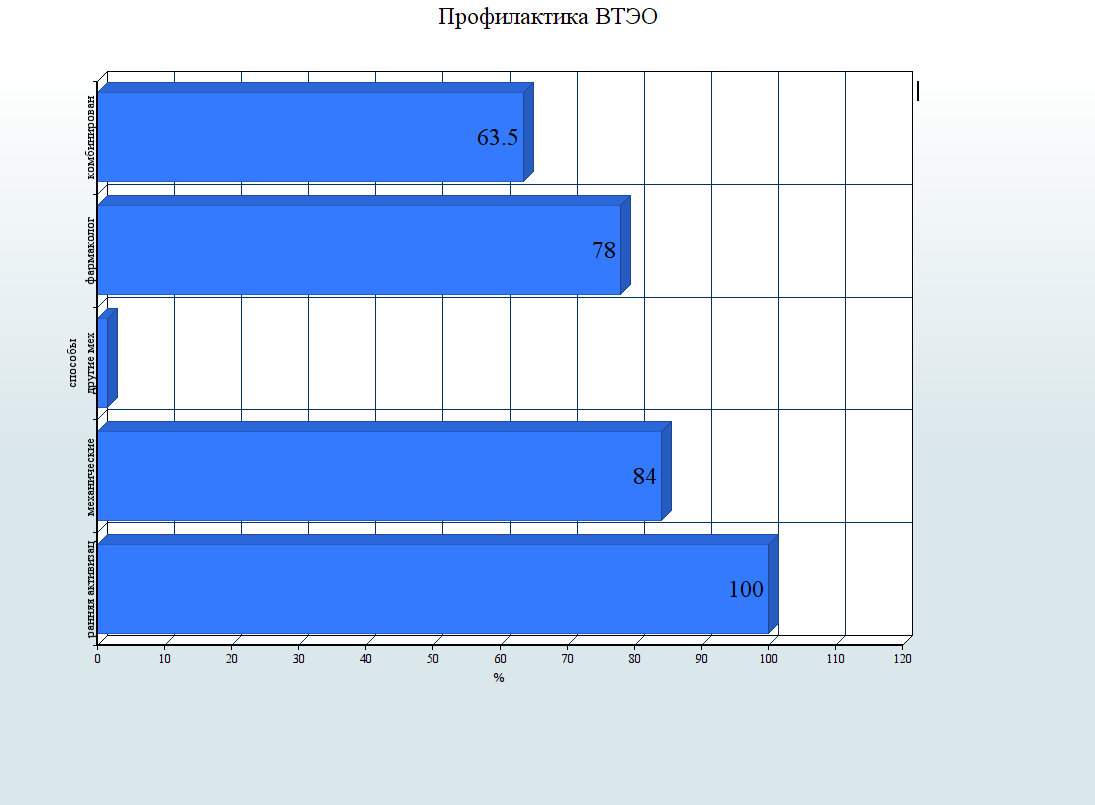 Профилактика ВТЭО
комбинирован
63.5
фармаколог
78
способы
другие мех
механические
84
ранняя активизац
100
0 10 20 30 40 50 60 70 80 90 100 110 120
%